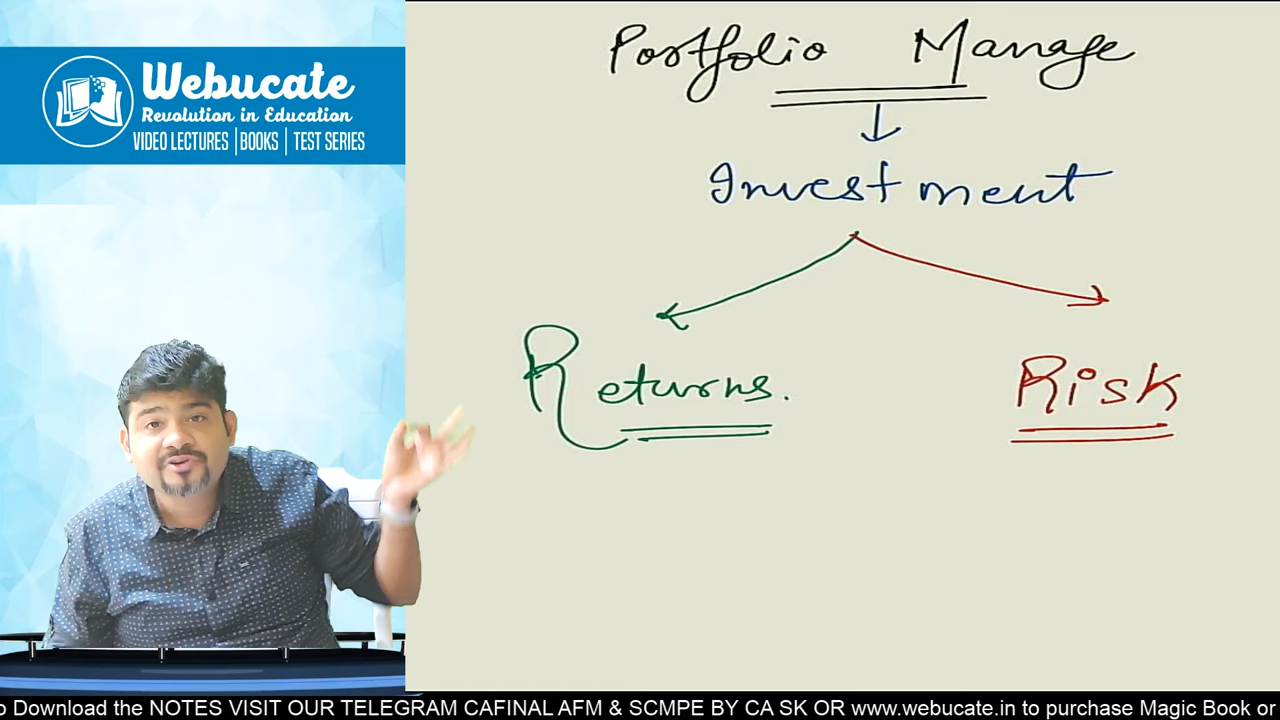 Webucate
Revolution in Education
VIDEO LECTURES | BOOKS | TEST SERIES
Portfolio Manage
Investment
Returns.
Risk
o Download the NOTES VISIT OUR TELEGRAM CAFINAL AFM & SCMPE BY CA SK OR www.webucate.in to purchase Magic Book or